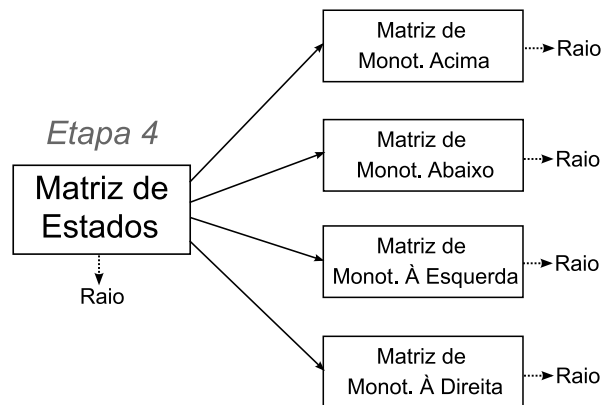 Etapa 4
Matriz de
Estados
Raio
Matriz de
Monot. Acima
Raio
Matriz de
Monot. Abaixo
Raio
Matriz de
Monot. À Esquerda
Raio
Matriz de
Monot. À Direita
Raio